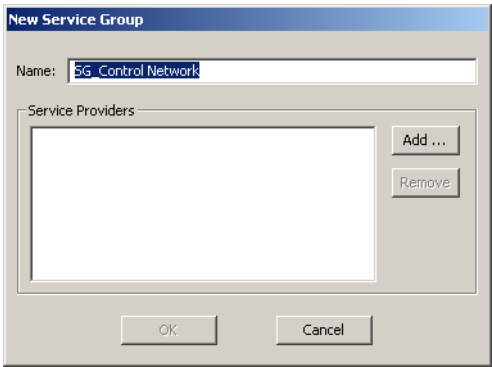 New Service Group
Name: SG_Control Network
Service Providers
Add ...
Remove
OK
Cancel